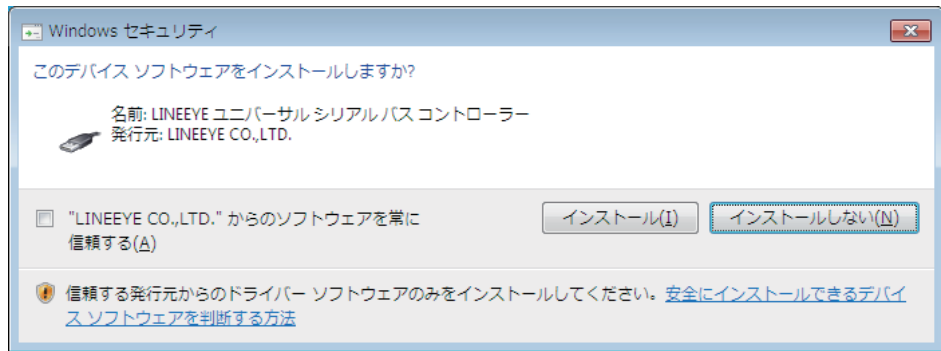 Windows セキュリティ
このデバイス ソフトウェアをインストールしますか?
名前: LINEEYE ユニバーサル シリアル バス コントローラー
発行元: LINEEYE CO.,LTD.
"LINEEYE CO.,LTD." からのソフトウェアを常に
信頼する(A)
インストール(I)
インストールしない(N)
信頼する発行元からのドライバー ソフトウェアのみをインストールしてください。安全にインストールできるデバイ
ス ソフトウェアを判断する方法